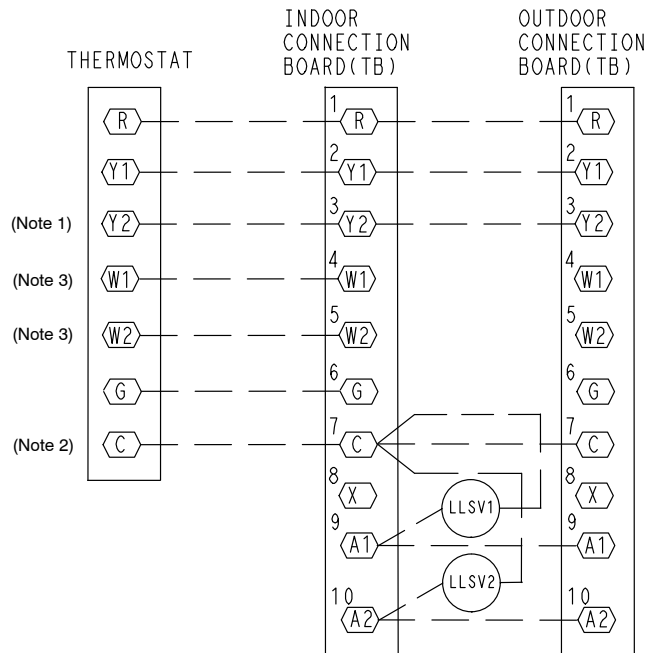 THERMOSTAT
INDOOR
CONNECTION
BOARD(TB)
OUTDOOR
CONNECTION
BOARD(TB)
R 1 R 1 R
Y1 2 Y1 2 Y1
(Note 1) Y2 3 Y2 3 Y2
(Note 3) W1 4 W1 4 W1
(Note 3) W2 5 W2 5 W2
G 6 G 6 G
(Note 2) C 7 C 7 C
8 X 8 X
LLSV1
9 A1 9 A1
LLSV2
10 A2 10 A2